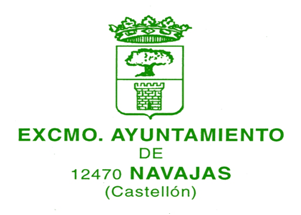 EXCMO. AYUNTAMIENTO
DE
12470 NAVAJAS
(Castellón)